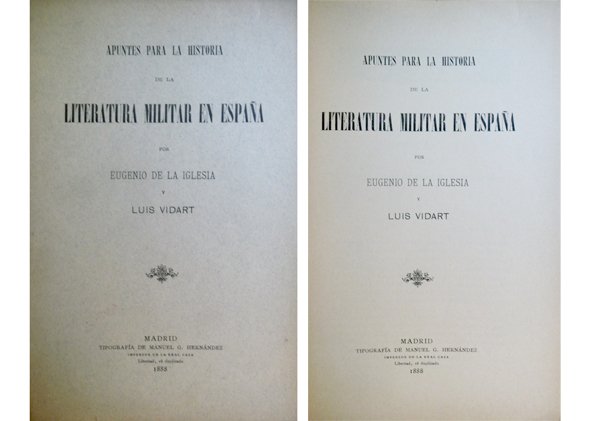 APUNTES PARA LA HISTORIA
DE LA
LITERATURA MILITAR EN ESPAÑA
POR
EUGENIO DE LA IGLESIA
Y
LUIS VIDART
MADRID
TIPOGRAFÍA DE MANUEL G. HERNÁNDEZ
IMPRESOR DE LA REAL CASA
Libertad, 16 duplicado
1888
APUNTES PARA LA HISTORIA
DE LA
LITERATURA MILITAR EN ESPAÑA
POR
EUGENIO DE LA IGLESIA
Y
LUIS VIDART
MADRID
TIPOGRAFÍA DE MANUEL G. HERNÁNDEZ
IMPRESOR DE LA REAL CASA
Libertad, 16 duplicado
1888